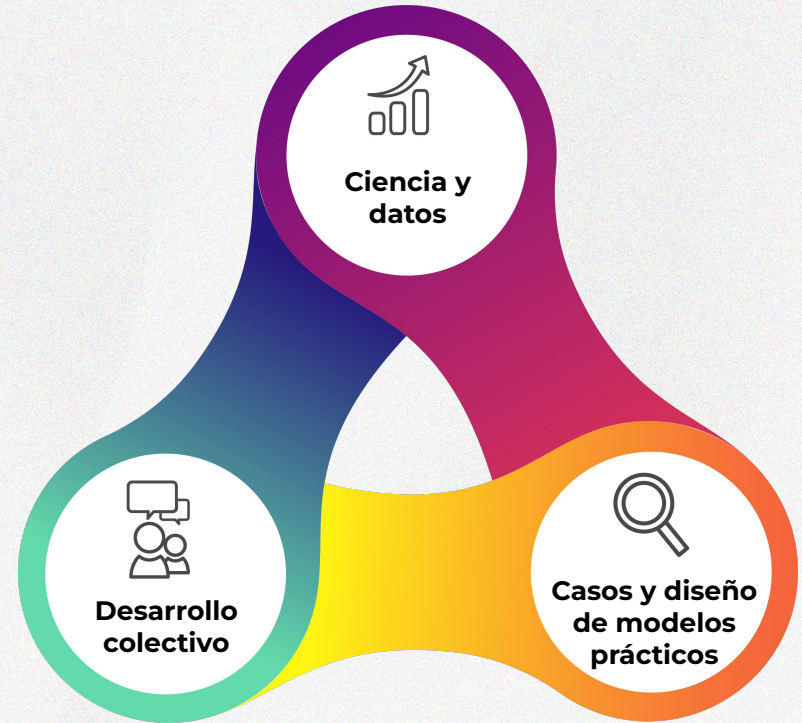 Ciencia y
datos
Desarrollo
colectivo
Casos y diseño
de modelos
prácticos